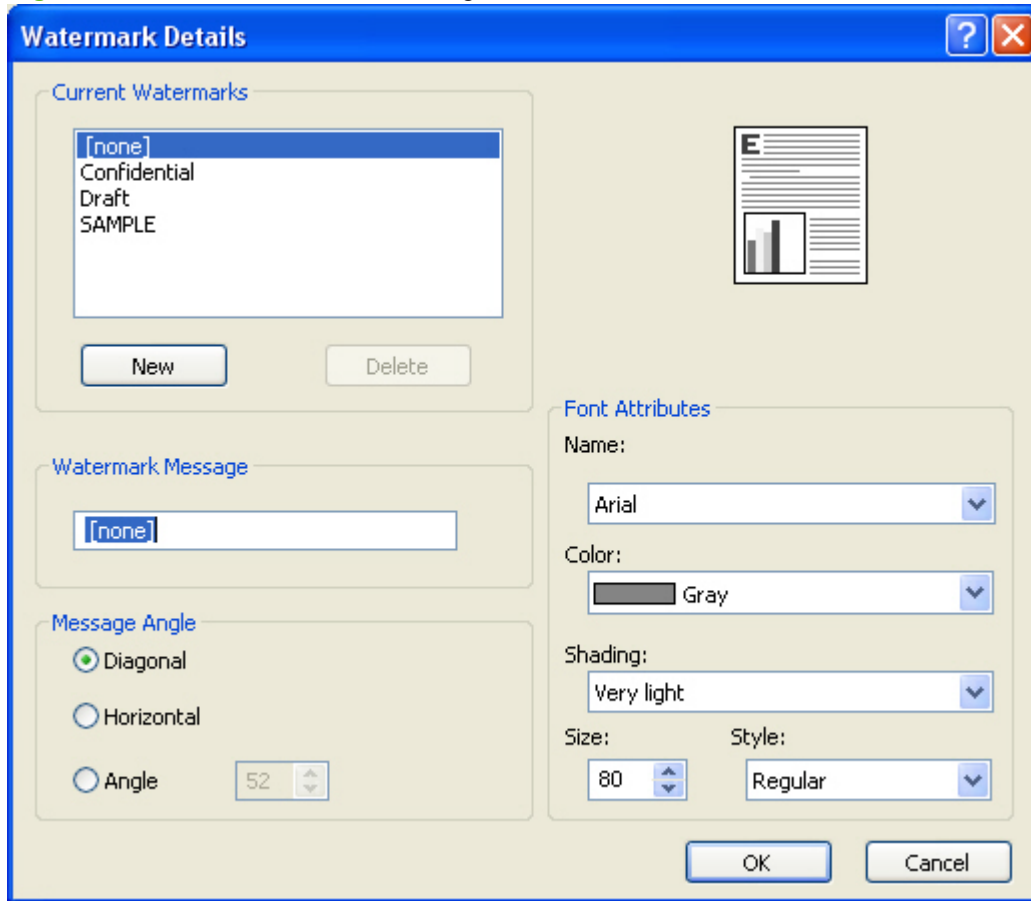 Watermark Details
Current Watermarks
[none]
Confidential
Draft
SAMPLE
New Delete
Watermark Message
[none]
Message Angle
Diagonal
Horizontal
Angle 52
E
Font Attributes
Name:
Arial
Color:
Gray
Shading:
Very light
Size: Style:
80 Regular
OK Cancel